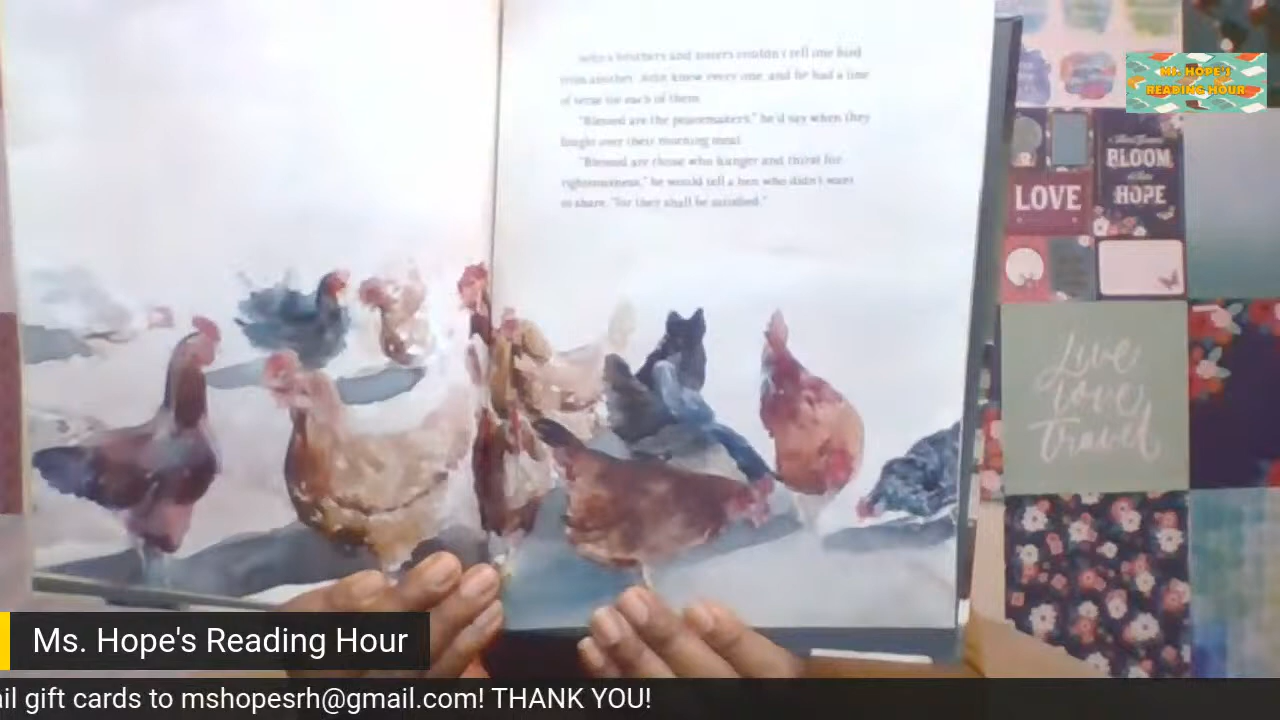 John's brothers and sisters couldn't tell one bird
from another. John knew every one, and he had a line
of verse for each of them.
"Blessed are the peacemakers," he'd say when they
fought over their morning meal.
"Blessed are those who hunger and thirst for
righteousness," he would tell a hen who didn't want
to share, "for they shall be satisfied."
MS. HOPE'S
READING HOUR
BLOOM
HOPE
LOVE
Live
love
travel
Ms. Hope's Reading Hour
ail gift cards to mshopesrh@gmail.com! THANK YOU!